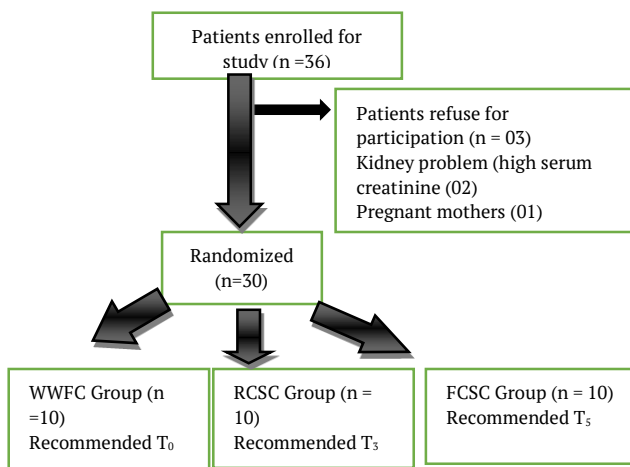 Patients enrolled for
study (n =36)
Patients refuse for
participation (n = 03)
Kidney problem (high serum
creatinine (02)
Pregnant mothers (01)
Randomized
(n=30)
WWFC Group (n
=10)
Recommended T₀
RCSC Group (n =
10)
Recommended T₃
FCSC Group (n = 10)
Recommended T₅